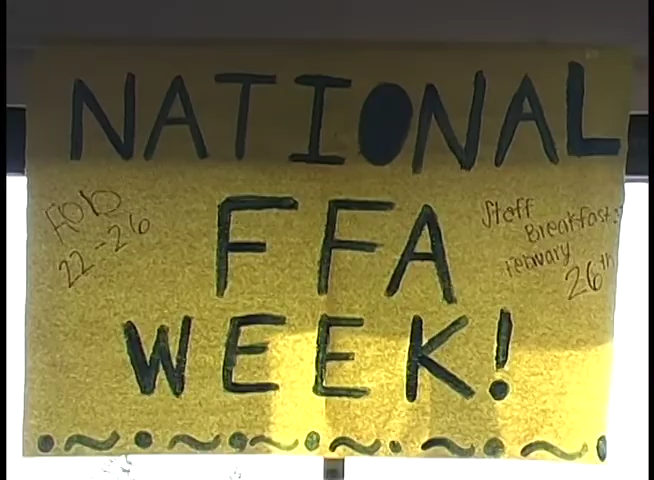 NATIONAL
FFA
WEEK!
Feb
22-26
Staff
Breakfast:
February
26th